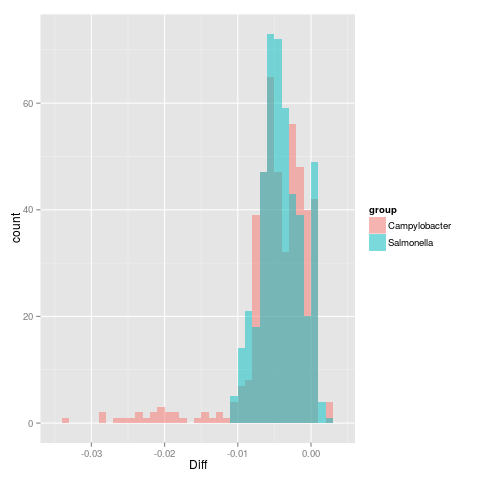 60
40
20
0
count
-0.03 -0.02 -0.01 0.00
Diff
group
Campylobacter
Salmonella